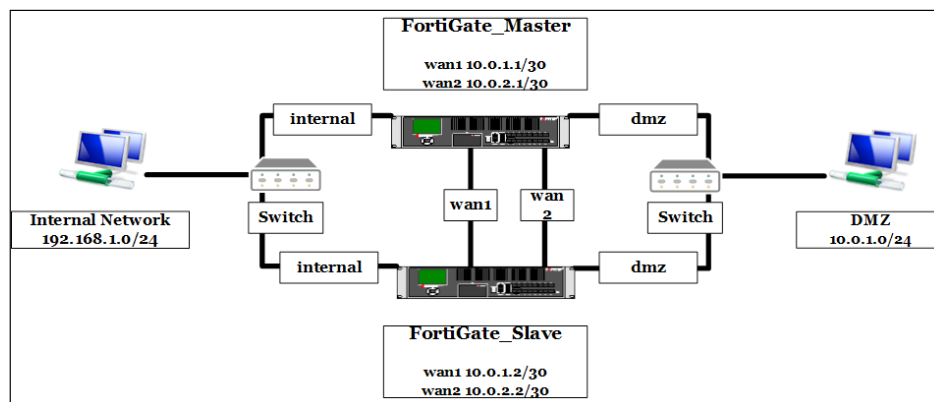 FortiGate_Master
wan1 10.0.1.1/30
wan2 10.0.2.1/30
internal
dmz
Internal Network
192.168.1.0/24
Switch
wan1
wan
2
Switch
DMZ
10.0.1.0/24
internal
dmz
FortiGate_Slave
wan1 10.0.1.2/30
wan2 10.0.2.2/30